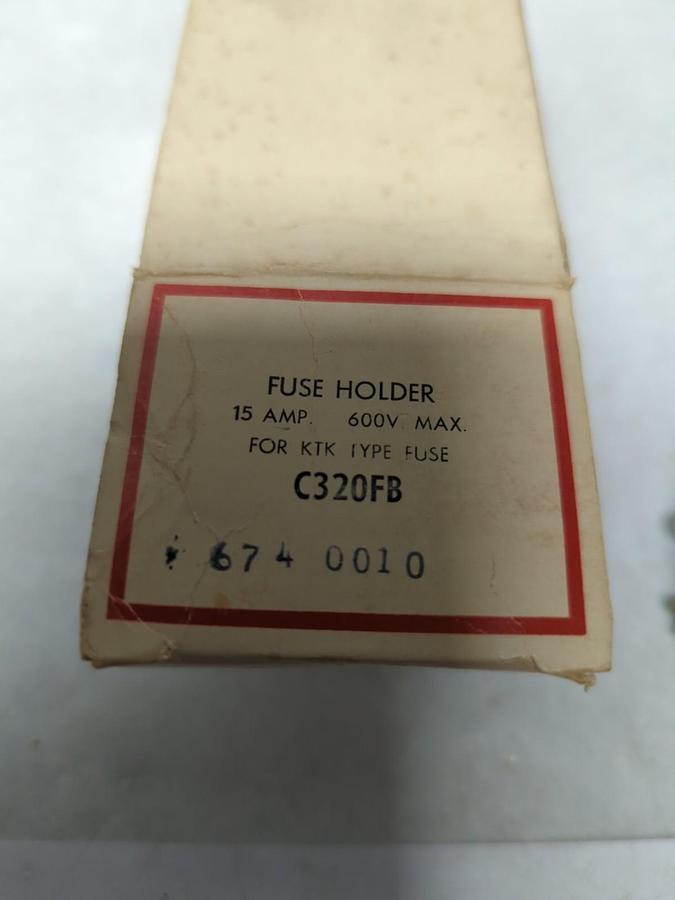 FUSE HOLDER
15 AMP. 600V. MAX.
FOR KTK TYPE FUSE
C320FB
674 0010